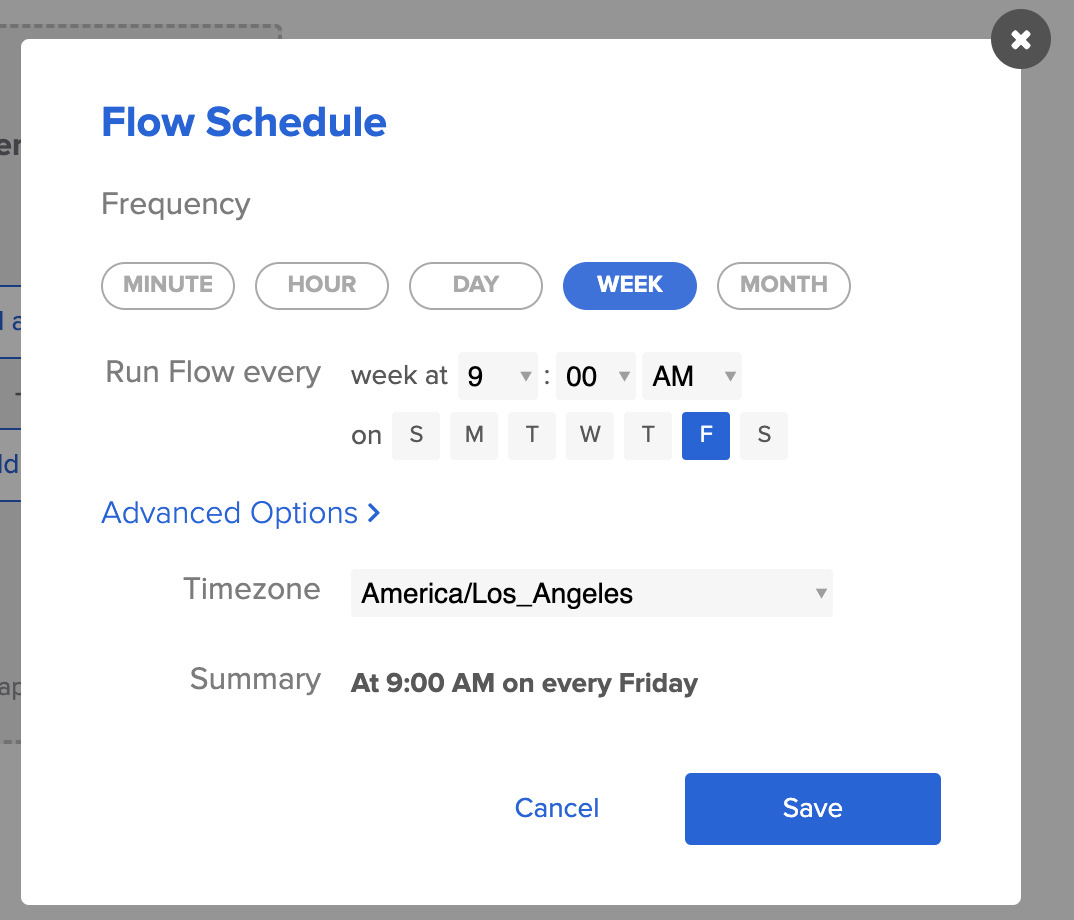 Flow Schedule
Frequency
MINUTE HOUR DAY WEEK MONTH
Run Flow every week at 9 : 00 AM
on S M T W T F S
Advanced Options >
Timezone America/Los_Angeles
Summary At 9:00 AM on every Friday
Cancel Save